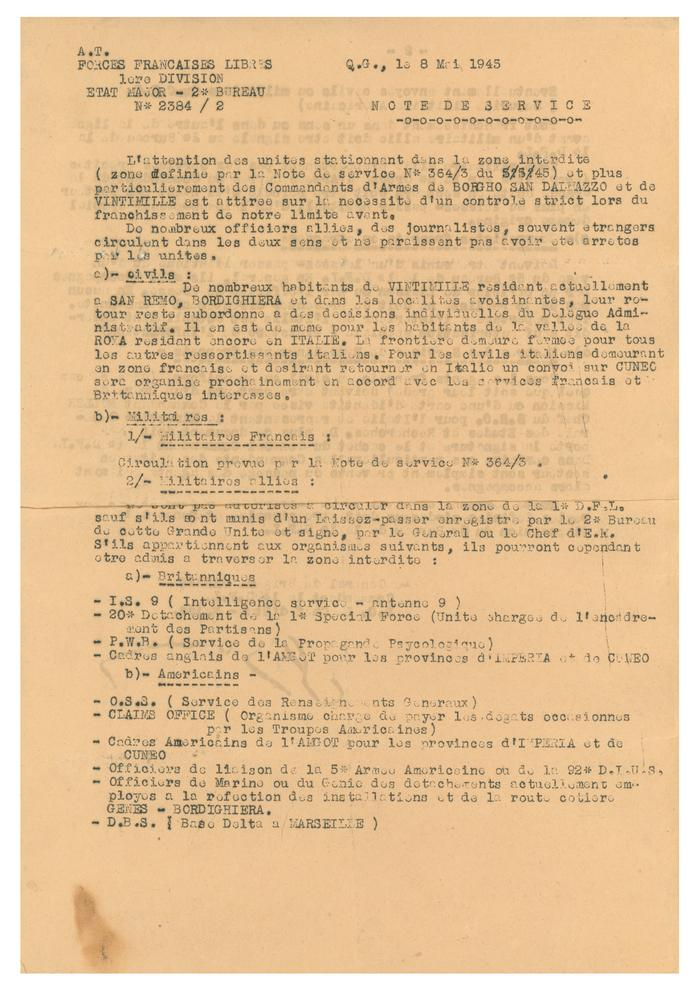 A.T.
FORCES FRANCAISES LIBRES
1ere DIVISION
ETAT MAJOR - 2* BUREAU
N* 2384 / 2
Q.G., le 8 Mai 1945
N O T E  D E  S E R V I C E
-o-o-o-o-o-o-o-o-o-o-o-
L'attention des unites stationnant dans la zone interdite
( zone definie par la Note de service N* 364/3 du 5/3/45) et plus
particulierement des Commandants d'Armes de BORGHO SAN DALMAZZO et de
VINTIMILLE est attiree sur la necessite d'un controle strict lors du
franchissement de notre limite avant.
De nombreux officiers allies, des journalistes, souvent etrangers
circulent dans les deux sens et ne paraissent pas avoir ete arretes
par les unites.
a)- civils :
De nombreux habitants de VINTIMILLE residant actuellement
a SAN REMO, BORDIGHIERA et dans les localites avoisinantes, leur re-
tour reste subordonne a des decisions individuelles du Delegue Admi-
nistratif. Il en est de meme pour les habitants de la vallee de la
ROYA residant encore en ITALIE. La frontiere demeure fermee pour tous
les autres ressortissants italiens. Pour les civils italiens demeurant
en zone francaise et desirant retourner en Italie un convoi sur CUNEO
sera organise prochainement en accord avec les services francais et
Britanniques interesses.
b)- Militaires :
1/- Militaires Francais :
Circulation prevue par la Note de service N* 364/3 .
2/- Militaires allies :
Ne sont pas autorises a circuler dans la zone de la 1* D.F.L.
sauf s'ils sont munis d'un Laissez-passer enregistre par le 2* Bureau
de cette Grande Unite et signe, par le General ou le Chef d'E.M.
S'ils appartiennent aux organismes suivants, ils pourront cependant
etre admis a traverser la zone interdite :
a)- Britanniques
- I.S. 9 ( Intelligence service - antenne 9 )
- 20* Detachement de la 1* Special Force (Unite chargee de l'encadre-
ment des Partisans)
- P.W.B. ( Service de la Propagande Psycologique)
- Cadres anglais de l'AMGOT pour les provinces d'IMPERIA et de CUNEO
b)- Americains -
- O.S.S. ( Service des Renseignements Generaux)
- CLAIMS OFFICE ( Organisme charge de payer les degats occasionnes
par les Troupes Americaines)
- Cadres Americains de l'AMGOT pour les provinces d'IMPERIA et de
CUNEO
- Officiers de liaison de la 5* Armee Americaine ou de la 92* D.I.U.S.
- Officiers de Marine ou du Genie des detachements actuellement em-
ployes a la refection des installations et de la route cotiere
GENES - BORDIGHIERA.
- D.B.S. ( Base Delta a MARSEILLE )